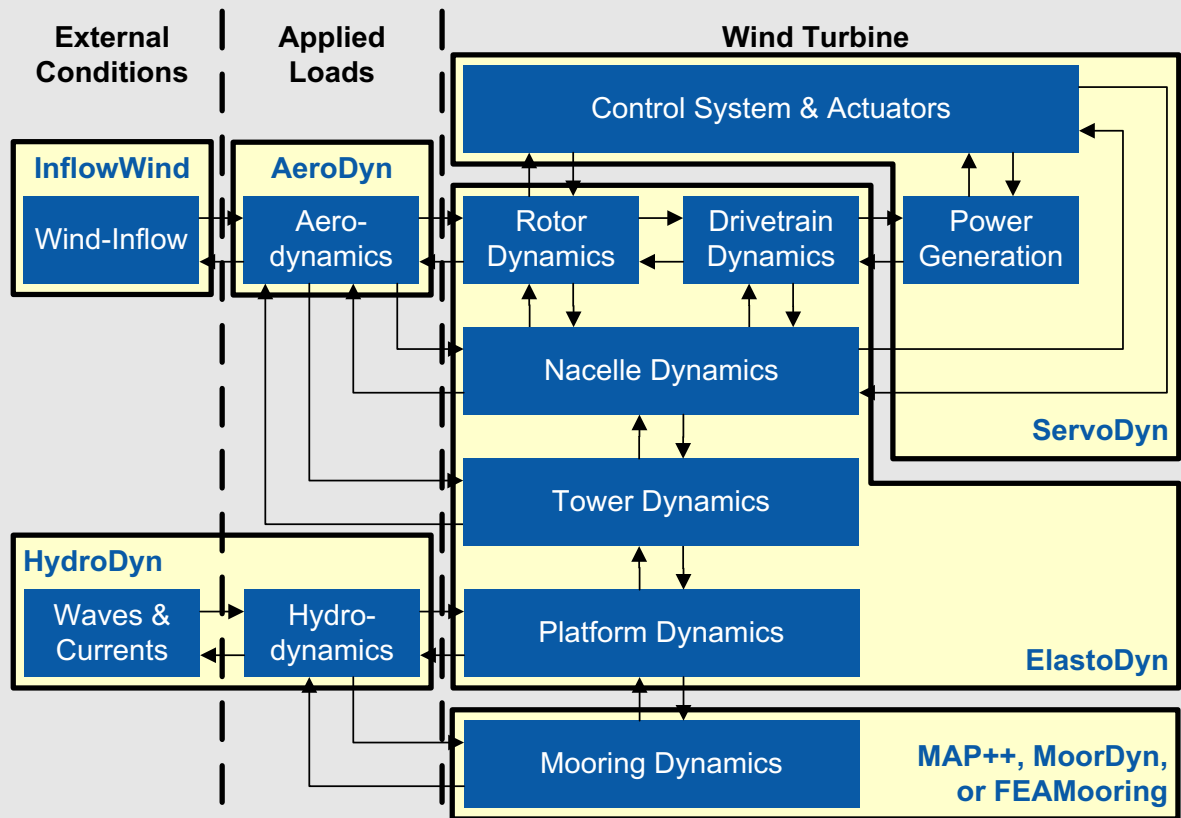 External
Conditions
Applied
Loads
Wind Turbine
Control System & Actuators
InflowWind
AeroDyn
Wind-Inflow
Aero-
dynamics
Rotor
Dynamics
Drivetrain
Dynamics
Power
Generation
Nacelle Dynamics
ServoDyn
Tower Dynamics
HydroDyn
Waves &
Currents
Hydro-
dynamics
Platform Dynamics
ElastoDyn
Mooring Dynamics
MAP++, MoorDyn,
or FEAMooring